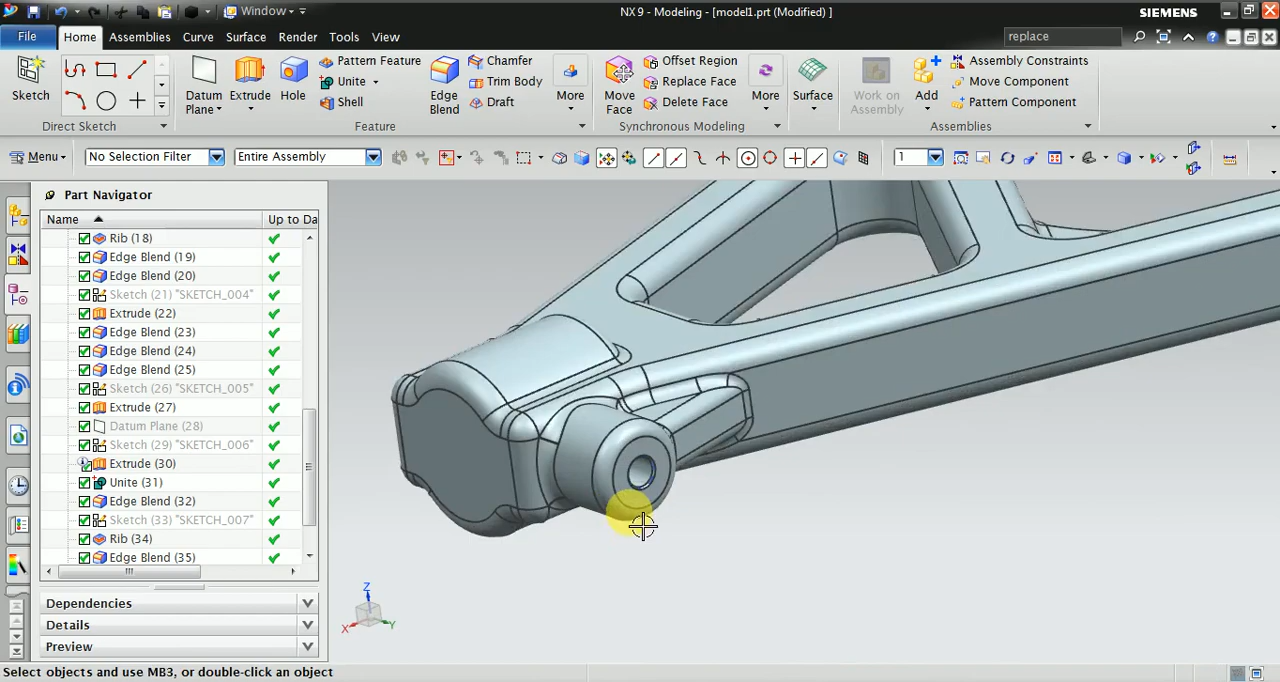 Window
NX 9 - Modeling - [model1.prt (Modified) ]
SIEMENS
File
Home
Assemblies
Curve
Surface
Render
Tools
View
replace
Sketch
Direct Sketch
Datum
Plane
Extrude
Hole
Pattern Feature
Unite
Shell
Edge
Blend
Chamfer
Trim Body
Draft
More
Feature
Move
Face
Offset Region
Replace Face
Delete Face
More
Synchronous Modeling
Surface
Work on
Assembly
Add
Assembly Constraints
Move Component
Pattern Component
Assemblies
Menu
No Selection Filter
Entire Assembly
1
Part Navigator
Name
Up to Da
Rib (18)
Edge Blend (19)
Edge Blend (20)
Sketch (21) "SKETCH_004"
Extrude (22)
Edge Blend (23)
Edge Blend (24)
Edge Blend (25)
Sketch (26) "SKETCH_005"
Extrude (27)
Datum Plane (28)
Sketch (29) "SKETCH_006"
Extrude (30)
Unite (31)
Edge Blend (32)
Sketch (33) "SKETCH_007"
Rib (34)
Edge Blend (35)
Dependencies
Details
Preview
Z
X
Y
Select objects and use MB3, or double-click an object